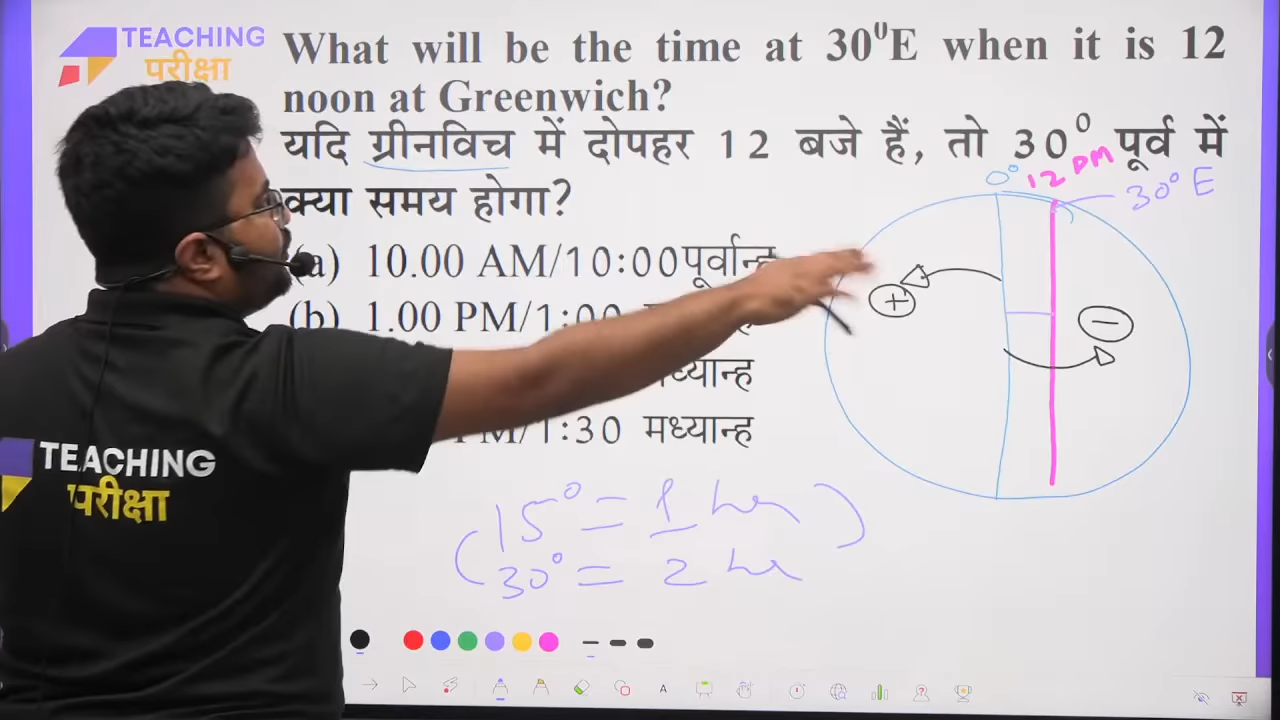 TEACHING
परीक्षा
What will be the time at 30⁰E when it is 12
noon at Greenwich?
यदि ग्रीनविच में दोपहर 12 बजे हैं, तो 30⁰ पूर्व में
क्या समय होगा?
a) 10.00 AM/10:00पूर्वान्ह
(b) 1.00 PM/1:00
PM/1:30 मध्यान्ह
0° 12 PM 30° E
+
−
(15° = 1 hr)
30° = 2 hr
A
TEACHING
परीक्षा